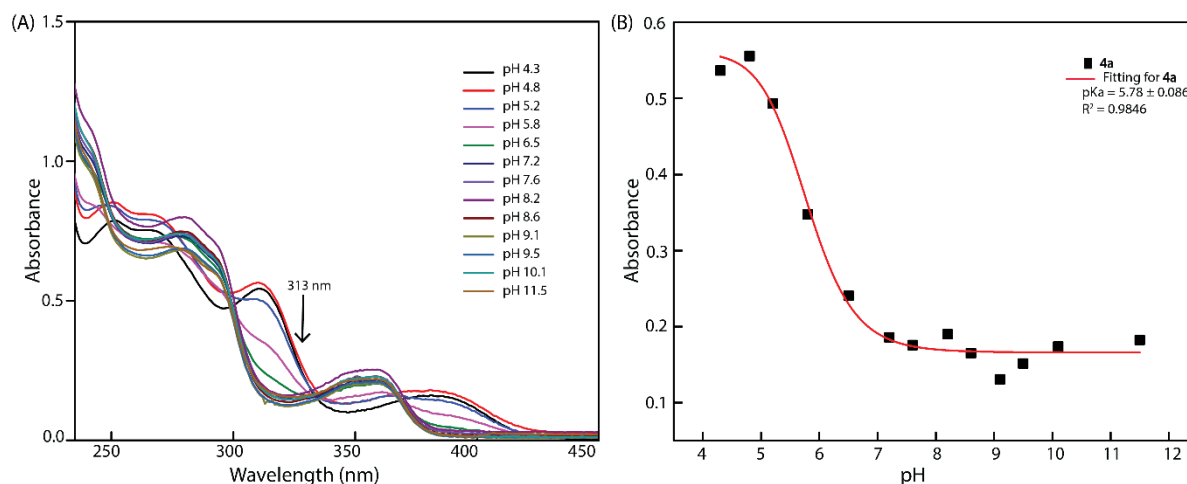 (A)
1.5
1.0
0.5
0.0
Absorbance
250
300
350
400
450
Wavelength (nm)
313 nm
pH 4.3
pH 4.8
pH 5.2
pH 5.8
pH 6.5
pH 7.2
pH 7.6
pH 8.2
pH 8.6
pH 9.1
pH 9.5
pH 10.1
pH 11.5
(B)
0.6
0.5
0.4
0.3
0.2
0.1
Absorbance
4
5
6
7
8
9
10
11
12
pH
4a
Fitting for 4a
pKa = 5.78 ± 0.086
R² = 0.9846